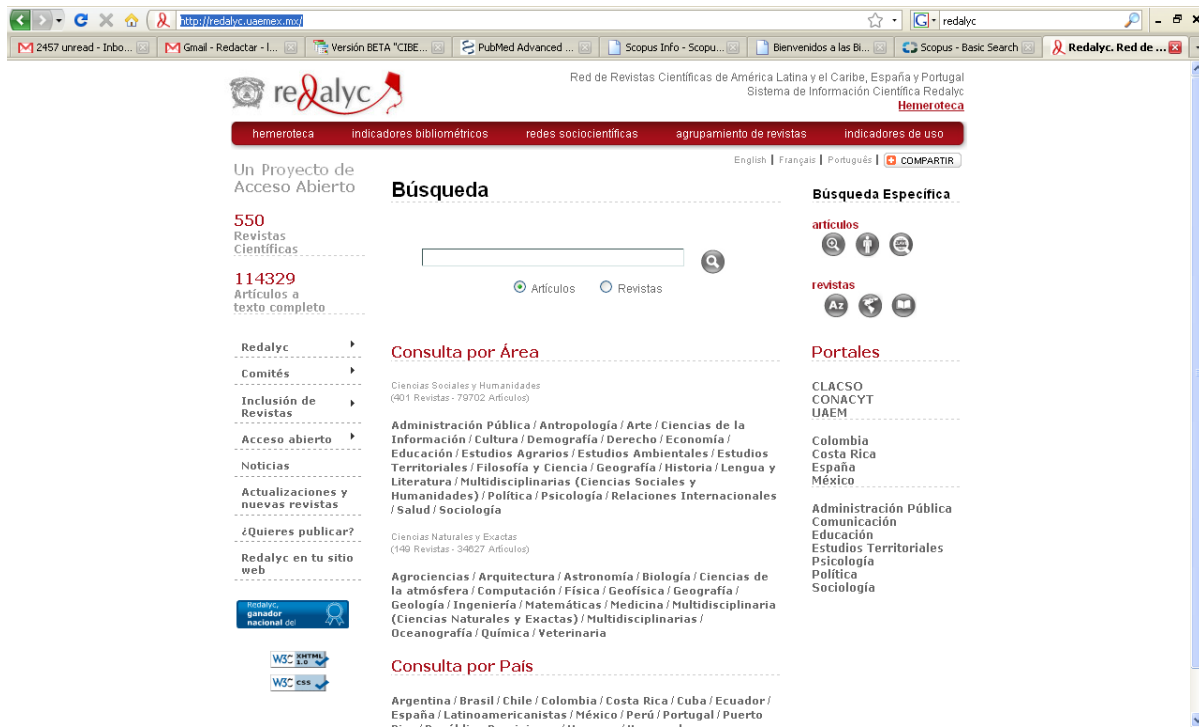 http://redalyc.uaemex.mx/
redalyc
2457 unread - Inbo...
Gmail - Redactar - l...
Versión BETA "CIBE...
PubMed Advanced ...
Scopus Info - Scopu...
Bienvenidos a las Bi...
Scopus - Basic Search
Redalyc. Red de ...
redalyc
Red de Revistas Científicas de América Latina y el Caribe, España y Portugal
Sistema de Información Científica Redalyc
Hemeroteca
hemeroteca indicadores bibliométricos redes sociocientíficas agrupamiento de revistas indicadores de uso
English | Français | Português | COMPARTIR
Un Proyecto de
Acceso Abierto
550
Revistas
Científicas
114329
Artículos a
texto completo
Redalyc
Comités
Inclusión de
Revistas
Acceso abierto
Noticias
Actualizaciones y
nuevas revistas
¿Quieres publicar?
Redalyc en tu sitio
web
Redalyc,
ganador
nacional del
W3C XHTML 1.0
W3C css
Búsqueda
Artículos Revistas
Consulta por Área
Ciencias Sociales y Humanidades
(401 Revistas - 79702 Artículos)
Administración Pública / Antropología / Arte / Ciencias de la
Información / Cultura / Demografía / Derecho / Economía /
Educación / Estudios Agrarios / Estudios Ambientales / Estudios
Territoriales / Filosofía y Ciencia / Geografía / Historia / Lengua y
Literatura / Multidisciplinarias (Ciencias Sociales y
Humanidades) / Política / Psicología / Relaciones Internacionales
/ Salud / Sociología
Ciencias Naturales y Exactas
(149 Revistas - 34627 Artículos)
Agrociencias / Arquitectura / Astronomía / Biología / Ciencias de
la atmósfera / Computación / Física / Geofísica / Geografía /
Geología / Ingeniería / Matemáticas / Medicina / Multidisciplinaria
(Ciencias Naturales y Exactas) / Multidisciplinarias /
Oceanografía / Química / Veterinaria
Consulta por País
Argentina / Brasil / Chile / Colombia / Costa Rica / Cuba / Ecuador /
España / Latinoamericanistas / México / Perú / Portugal / Puerto
Búsqueda Específica
artículos
revistas
Az
Portales
CLACSO
CONACYT
UAEM
Colombia
Costa Rica
España
México
Administración Pública
Comunicación
Educación
Estudios Territoriales
Psicología
Política
Sociología